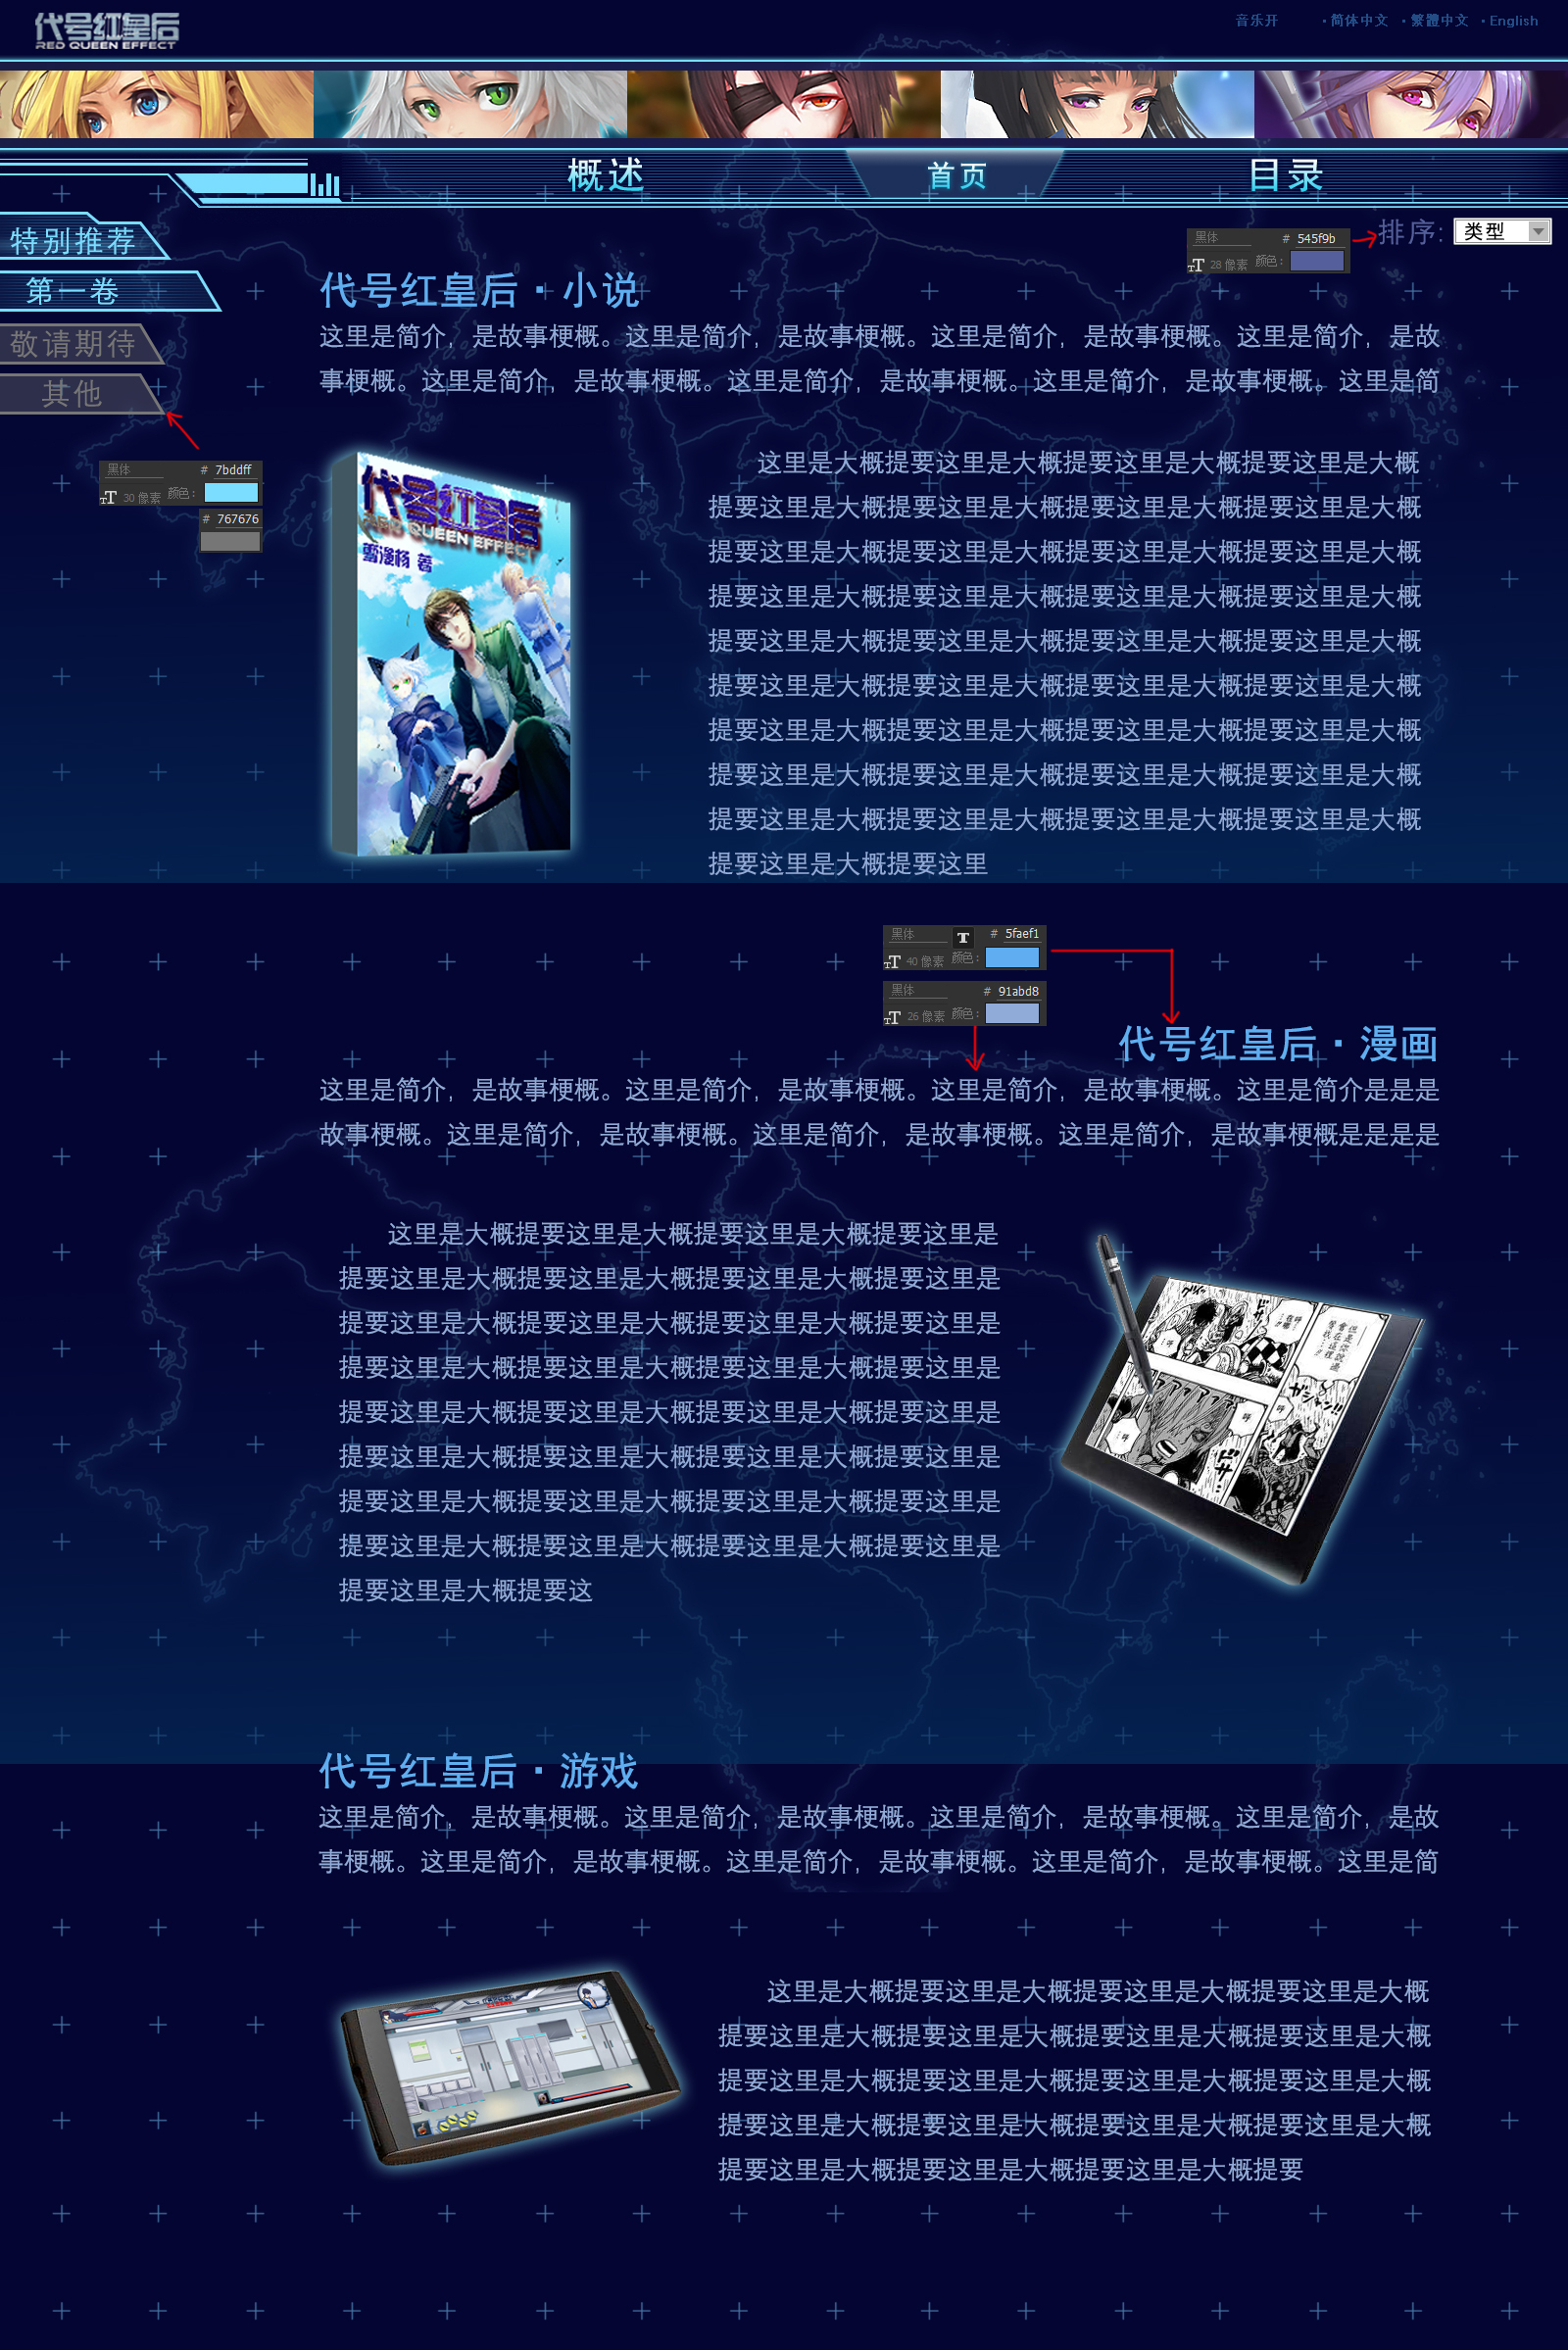 代号红皇后
RED QUEEN EFFECT
音乐开
·简体中文 ·繁體中文 ·English
概述 首页 目录
特别推荐
第一卷
敬请期待
其他
黑体 # 545f9b
28 像素 颜色：
排序: 类型
黑体 # 7bddff
30 像素 颜色：
# 767676
代号红皇后·小说
这里是简介，是故事梗概。这里是简介，是故事梗概。这里是简介，是故事梗概。这里是简介，是故
事梗概。这里是简介，是故事梗概。这里是简介，是故事梗概。这里是简介，是故事梗概。这里是简
代号红皇后
RED QUEEN EFFECT
雪漫杨 著
这里是大概提要这里是大概提要这里是大概提要这里是大概
提要这里是大概提要这里是大概提要这里是大概提要这里是大概
提要这里是大概提要这里是大概提要这里是大概提要这里是大概
提要这里是大概提要这里是大概提要这里是大概提要这里是大概
提要这里是大概提要这里是大概提要这里是大概提要这里是大概
提要这里是大概提要这里是大概提要这里是大概提要这里是大概
提要这里是大概提要这里是大概提要这里是大概提要这里是大概
提要这里是大概提要这里是大概提要这里是大概提要这里是大概
提要这里是大概提要这里是大概提要这里是大概提要这里是大概
提要这里是大概提要这里
黑体 T # 5faef1
40 像素 颜色：
黑体 # 91abd8
26 像素 颜色：
代号红皇后·漫画
这里是简介，是故事梗概。这里是简介，是故事梗概。这里是简介，是故事梗概。这里是简介是是是
故事梗概。这里是简介，是故事梗概。这里是简介，是故事梗概。这里是简介，是故事梗概是是是是
这里是大概提要这里是大概提要这里是大概提要这里是
提要这里是大概提要这里是大概提要这里是大概提要这里是
提要这里是大概提要这里是大概提要这里是大概提要这里是
提要这里是大概提要这里是大概提要这里是大概提要这里是
提要这里是大概提要这里是大概提要这里是大概提要这里是
提要这里是大概提要这里是大概提要这里是大概提要这里是
提要这里是大概提要这里是大概提要这里是大概提要这里是
提要这里是大概提要这里是大概提要这里是大概提要这里是
提要这里是大概提要这
代号红皇后·游戏
这里是简介，是故事梗概。这里是简介，是故事梗概。这里是简介，是故事梗概。这里是简介，是故
事梗概。这里是简介，是故事梗概。这里是简介，是故事梗概。这里是简介，是故事梗概。这里是简
这里是大概提要这里是大概提要这里是大概提要这里是大概
提要这里是大概提要这里是大概提要这里是大概提要这里是大概
提要这里是大概提要这里是大概提要这里是大概提要这里是大概
提要这里是大概提要这里是大概提要这里是大概提要这里是大概
提要这里是大概提要这里是大概提要这里是大概提要